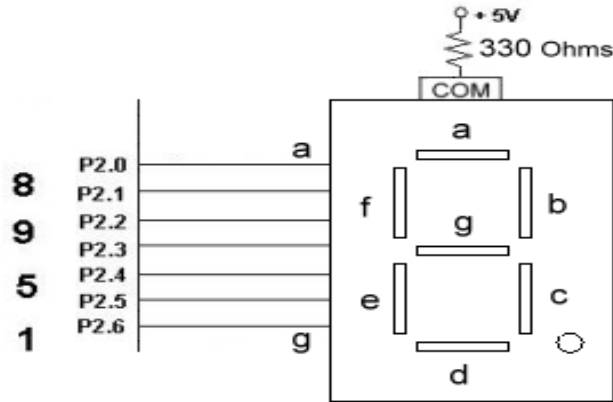 + 5V
330 Ohms
COM
P2.0 a
P2.1
P2.2
P2.3
P2.4
P2.5
P2.6 g
8
9
5
1
a
f b
g
e c
d